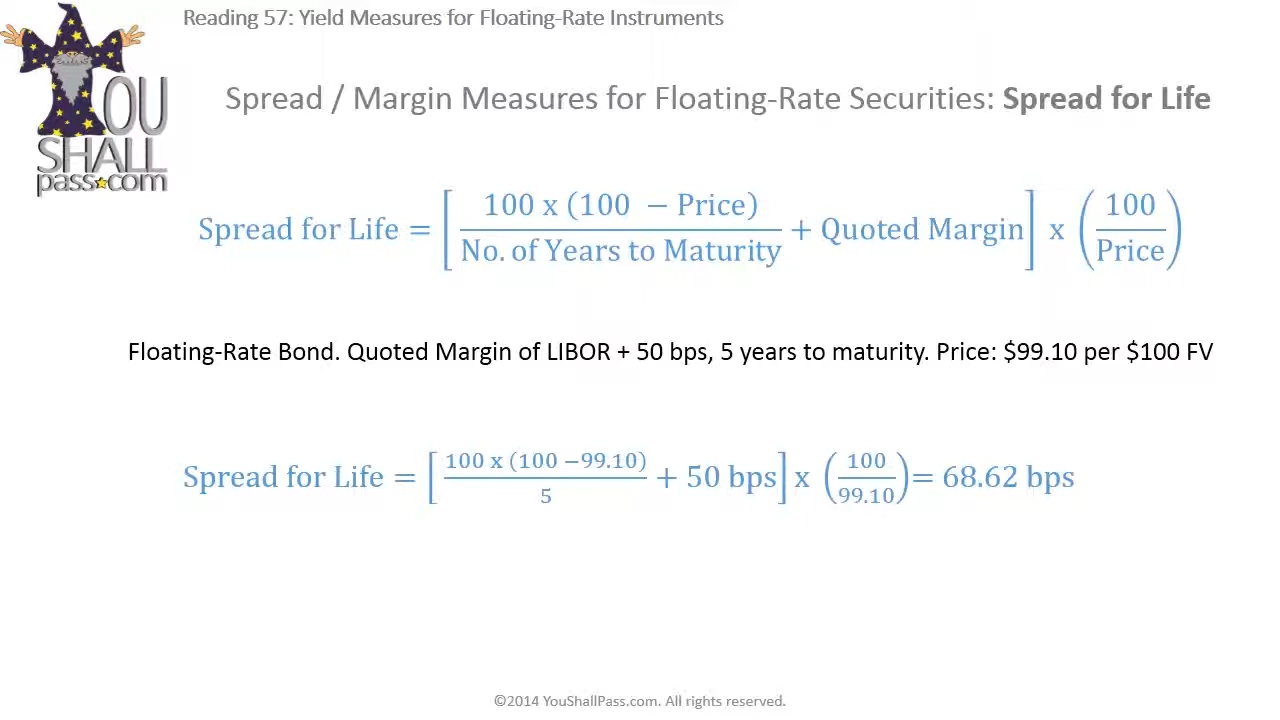 Reading 57: Yield Measures for Floating-Rate Instruments
YOU
SHALL
pass★com
Spread / Margin Measures for Floating-Rate Securities: Spread for Life
Spread for Life = [ 100 x (100 − Price) / No. of Years to Maturity + Quoted Margin ] x ( 100 / Price )
Floating-Rate Bond. Quoted Margin of LIBOR + 50 bps, 5 years to maturity. Price: $99.10 per $100 FV
Spread for Life = [ 100 x (100 −99.10) / 5 + 50 bps ] x ( 100 / 99.10 ) = 68.62 bps
©2014 YouShallPass.com. All rights reserved.